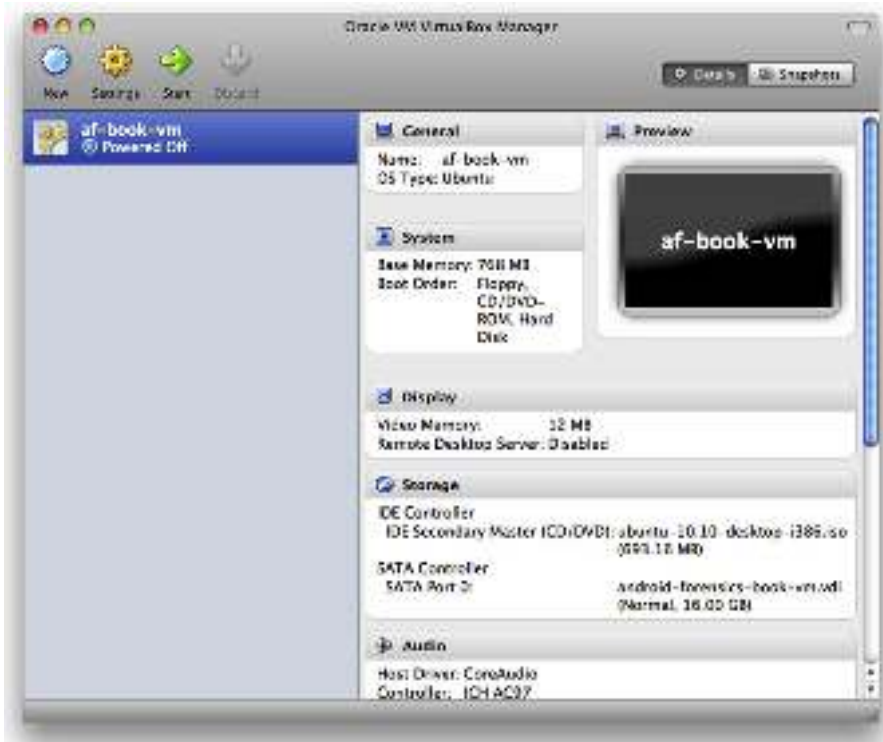 Oracle VM VirtualBox Manager
New Settings Start Discard
Details Snapshots
af-book-vm
Powered Off
General
Name: af-book-vm
OS Type: Ubuntu
System
Base Memory: 768 MB
Boot Order: Floppy,
CD/DVD-
ROM, Hard
Disk
Preview
af-book-vm
Display
Video Memory: 12 MB
Remote Desktop Server: Disabled
Storage
IDE Controller
IDE Secondary Master (CD/DVD): ubuntu-10.10-desktop-i386.iso
(693.16 MB)
SATA Controller
SATA Port 0: android-forensics-book-vm.vdi
(Normal, 16.00 GB)
Audio
Host Driver: CoreAudio
Controller: ICH AC97